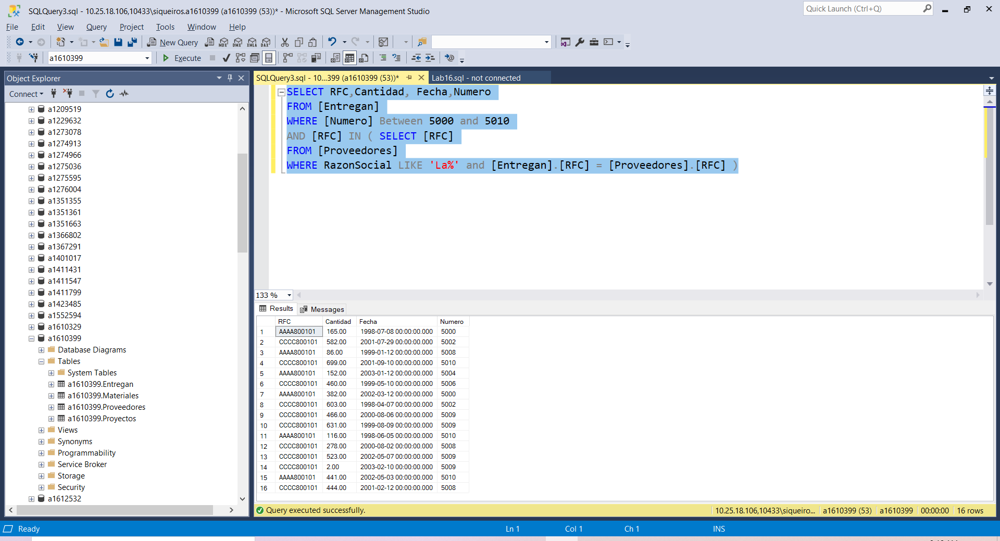 SQLQuery3.sql - 10.25.18.106,10433\siqueiros.a1610399 (a1610399 (53))* - Microsoft SQL Server Management Studio
Quick Launch (Ctrl+Q)
File Edit View Query Project Tools Window Help
New Query MDX DMX XMLA DAX
a1610399 Execute
Object Explorer
Connect
a1209519
a1229632
a1273078
a1274913
a1274966
a1275036
a1275595
a1276004
a1351355
a1351361
a1351663
a1366802
a1367291
a1401017
a1411431
a1411547
a1411799
a1423485
a1552594
a1610329
a1610399
Database Diagrams
Tables
System Tables
a1610399.Entregan
a1610399.Materiales
a1610399.Proveedores
a1610399.Proyectos
Views
Synonyms
Programmability
Service Broker
Storage
Security
a1612532
SQLQuery3.sql - 10...399 (a1610399 (53))* Lab16.sql - not connected
SELECT RFC,Cantidad, Fecha,Numero
FROM [Entregan]
WHERE [Numero] Between 5000 and 5010
AND [RFC] IN ( SELECT [RFC]
FROM [Proveedores]
WHERE RazonSocial LIKE 'La%' and [Entregan].[RFC] = [Proveedores].[RFC] )
133 %
Results Messages
RFC Cantidad Fecha Numero
1 AAAA800101 165.00 1998-07-08 00:00:00.000 5000
2 CCCC800101 582.00 2001-07-29 00:00:00.000 5002
3 AAAA800101 86.00 1999-01-12 00:00:00.000 5008
4 CCCC800101 699.00 2001-09-10 00:00:00.000 5010
5 AAAA800101 152.00 2003-01-12 00:00:00.000 5004
6 CCCC800101 460.00 1999-05-10 00:00:00.000 5006
7 AAAA800101 382.00 2002-03-12 00:00:00.000 5000
8 CCCC800101 603.00 1998-04-07 00:00:00.000 5002
9 CCCC800101 466.00 2000-08-06 00:00:00.000 5009
10 CCCC800101 631.00 1999-08-09 00:00:00.000 5009
11 AAAA800101 116.00 1998-06-05 00:00:00.000 5010
12 CCCC800101 278.00 2000-08-02 00:00:00.000 5008
13 CCCC800101 523.00 2002-05-07 00:00:00.000 5009
14 CCCC800101 2.00 2003-02-10 00:00:00.000 5009
15 AAAA800101 441.00 2002-05-03 00:00:00.000 5010
16 CCCC800101 444.00 2001-02-12 00:00:00.000 5008
Query executed successfully. 10.25.18.106,10433\siqueiro... a1610399 (53) a1610399 00:00:00 16 rows
Ready Ln 1 Col 1 Ch 1 INS